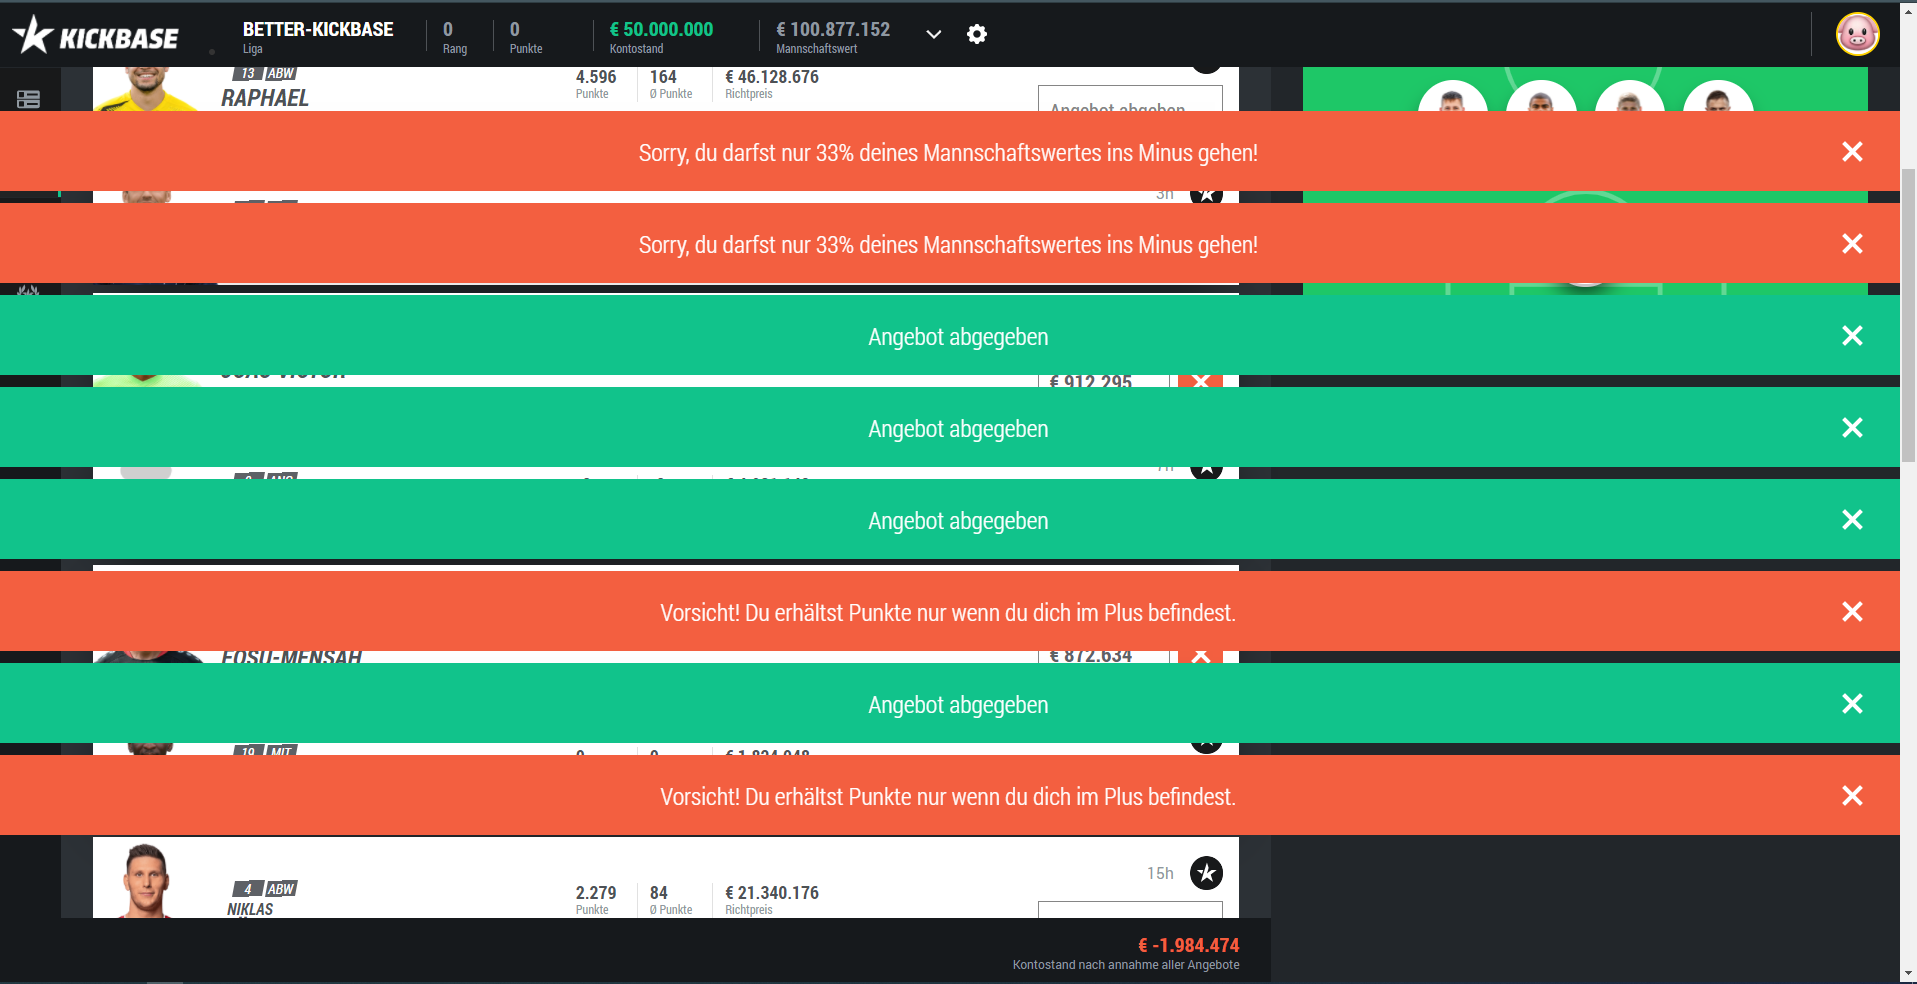 KICKBASE
BETTER-KICKBASE
Liga
0
Rang
0
Punkte
€ 50.000.000
Kontostand
€ 100.877.152
Mannschaftswert
13 ABW
RAPHAEL
4.596
Punkte
164
Ø Punkte
€ 46.128.676
Richtpreis
Angebot abgeben
Sorry, du darfst nur 33% deines Mannschaftswertes ins Minus gehen!
3h
Sorry, du darfst nur 33% deines Mannschaftswertes ins Minus gehen!
Angebot abgegeben
€ 912.295
Angebot abgegeben
Angebot abgegeben
Vorsicht! Du erhältst Punkte nur wenn du dich im Plus befindest.
FOSU-MENSAH
€ 872.634
Angebot abgegeben
19 MIT
Vorsicht! Du erhältst Punkte nur wenn du dich im Plus befindest.
15h
4 ABW
NIKLAS
2.279
Punkte
84
Ø Punkte
€ 21.340.176
Richtpreis
€ -1.984.474
Kontostand nach annahme aller Angebote